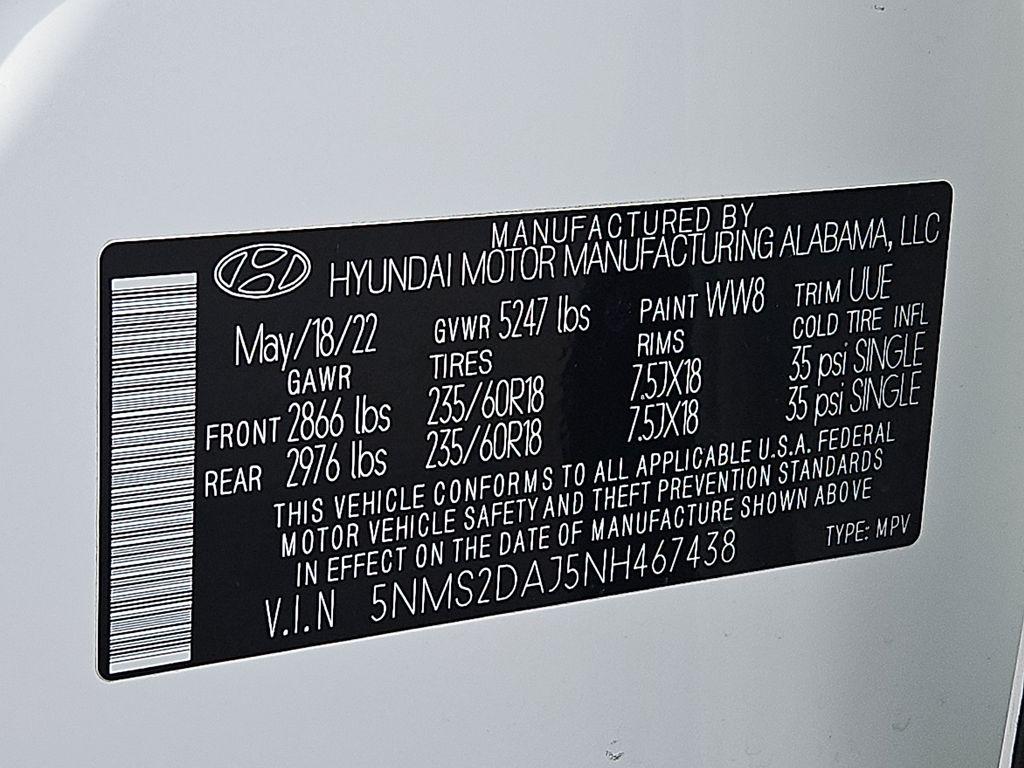 MANUFACTURED BY
HYUNDAI MOTOR MANUFACTURING ALABAMA, LLC
May/18/22 GVWR 5247 lbs PAINT WW8 TRIM UUE
GAWR TIRES RIMS COLD TIRE INFL
FRONT 2866 lbs 235/60R18 7.5JX18 35 psi SINGLE
REAR 2976 lbs 235/60R18 7.5JX18 35 psi SINGLE
THIS VEHICLE CONFORMS TO ALL APPLICABLE U.S.A. FEDERAL
MOTOR VEHICLE SAFETY AND THEFT PREVENTION STANDARDS
IN EFFECT ON THE DATE OF MANUFACTURE SHOWN ABOVE
V.I.N 5NMS2DAJ5NH467438 TYPE: MPV